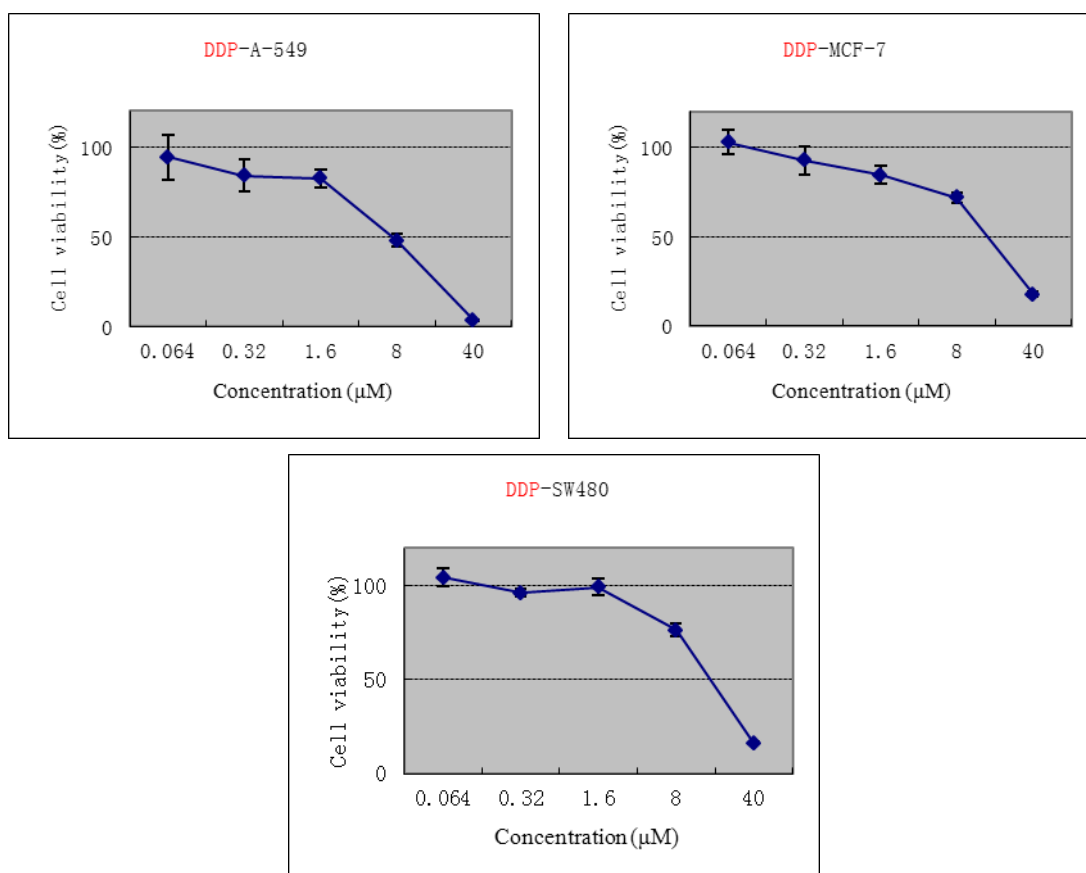 DDP-A-549
Cell viability(%)
100
50
0
0.064 0.32 1.6 8 40
Concentration (μM)
DDP-MCF-7
Cell viability(%)
100
50
0
0.064 0.32 1.6 8 40
Concentration (μM)
DDP-SW480
Cell viability(%)
100
50
0
0.064 0.32 1.6 8 40
Concentration (μM)